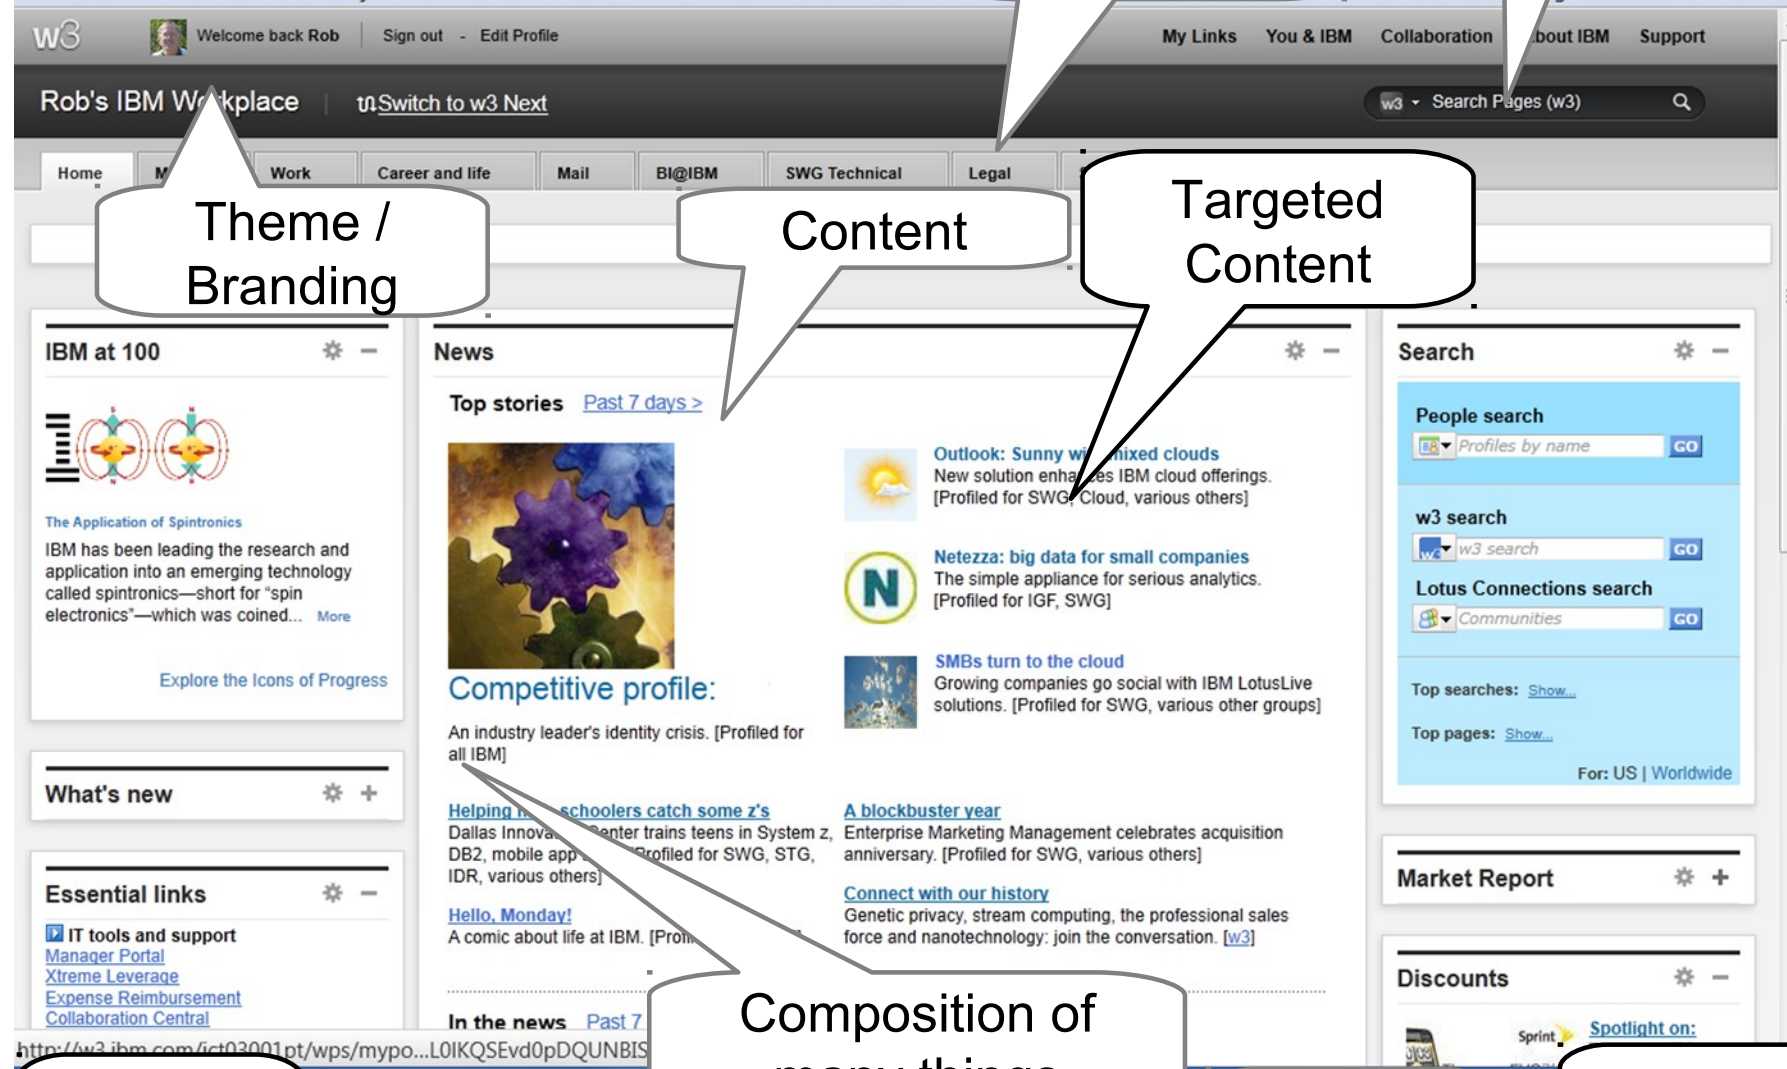 w3 Welcome back Rob Sign out - Edit Profile My Links You & IBM Collaboration bout IBM Support
Rob's IBM W kplace Switch to w3 Next w3 Search Pages (w3)
Home M Work Career and life Mail BI@IBM SWG Technical Legal
Theme /
Branding
Content
Targeted
Content
IBM at 100
The Application of Spintronics
IBM has been leading the research and
application into an emerging technology
called spintronics—short for “spin
electronics”—which was coined... More
Explore the Icons of Progress
What's new
Essential links
IT tools and support
Manager Portal
Xtreme Leverage
Expense Reimbursement
Collaboration Central
News
Top stories Past 7 days >
Competitive profile:
An industry leader's identity crisis. [Profiled for
all IBM]
Outlook: Sunny wi mixed clouds
New solution enhances IBM cloud offerings.
[Profiled for SWG, Cloud, various others]
N
Netezza: big data for small companies
The simple appliance for serious analytics.
[Profiled for IGF, SWG]
SMBs turn to the cloud
Growing companies go social with IBM LotusLive
solutions. [Profiled for SWG, various other groups]
Helping schoolers catch some z's
Dallas Innova Center trains teens in System z,
DB2, mobile app Profiled for SWG, STG,
IDR, various others]
Hello, Monday!
A comic about life at IBM.
A blockbuster year
Enterprise Marketing Management celebrates acquisition
anniversary. [Profiled for SWG, various others]
Connect with our history
Genetic privacy, stream computing, the professional sales
force and nanotechnology: join the conversation. [w3]
In the news Past 7
Composition of
many things
Search
People search
Profiles by name GO
w3 search
w3 search GO
Lotus Connections search
Communities GO
Top searches: Show...
Top pages: Show...
For: US | Worldwide
Market Report
Discounts
Sprint
Spotlight on: